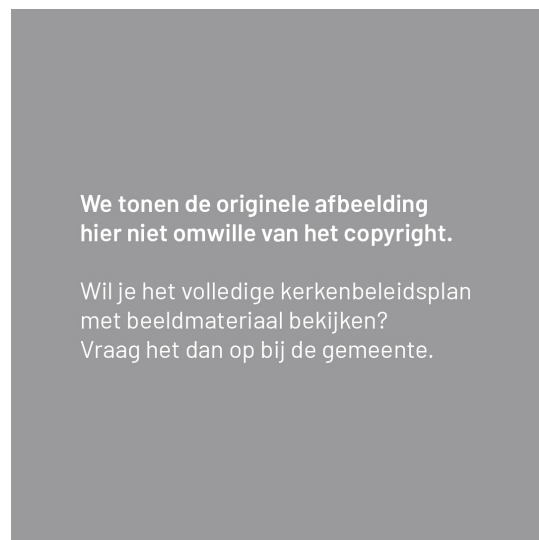 We tonen de originele afbeelding
hier niet omwille van het copyright.
Wil je het volledige kerkenbeleidsplan
met beeldmateriaal bekijken?
Vraag het dan op bij de gemeente.